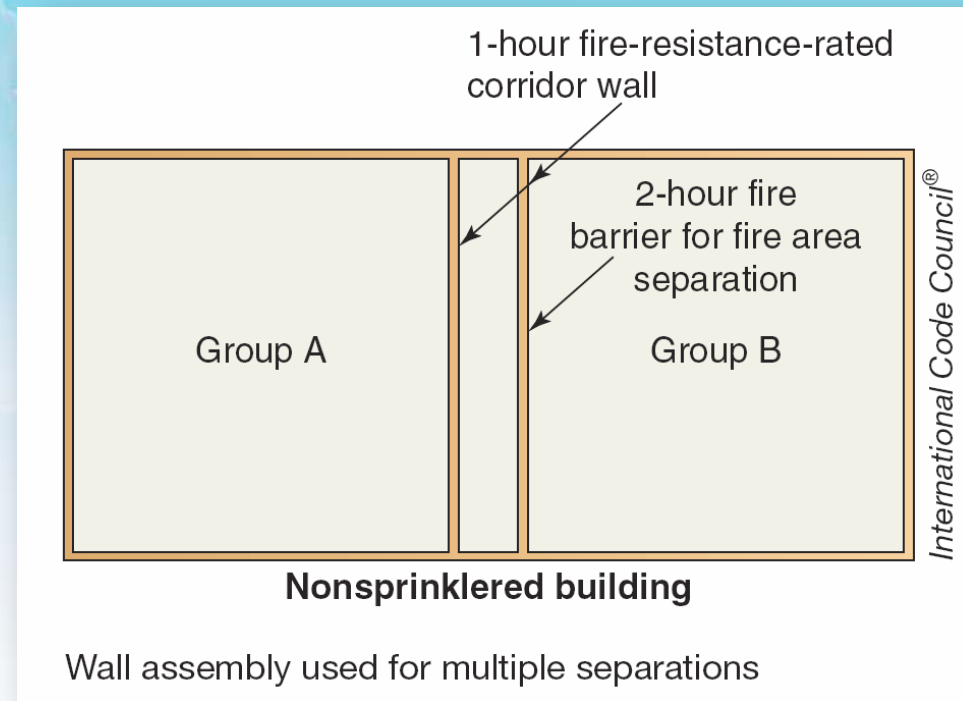 1-hour fire-resistance-rated
corridor wall
2-hour fire
barrier for fire area
separation
Group A
Group B
International Code Council®
Nonsprinklered building
Wall assembly used for multiple separations